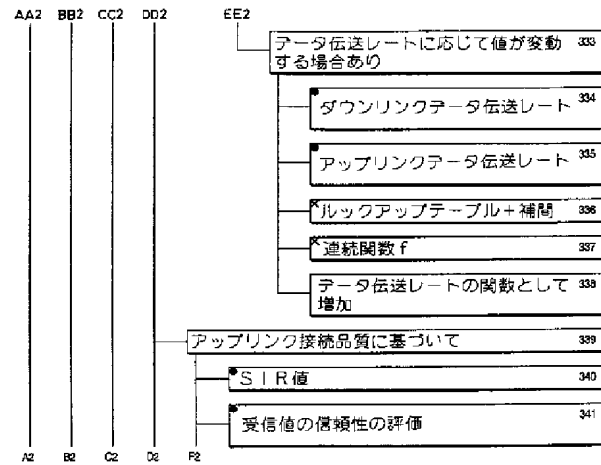 AA2 BB2 CC2 DD2 EE2
データ伝送レートに応じて値が変動 333
する場合あり
ダウンリンクデータ伝送レート 334
アップリンクデータ伝送レート 335
ルックアップテーブル+補間 336
連続関数f 337
データ伝送レートの関数として 338
増加
アップリンク接続品質に基づいて 339
SIR値 340
受信値の信頼性の評価 341
A2 B2 C2 D2 F2